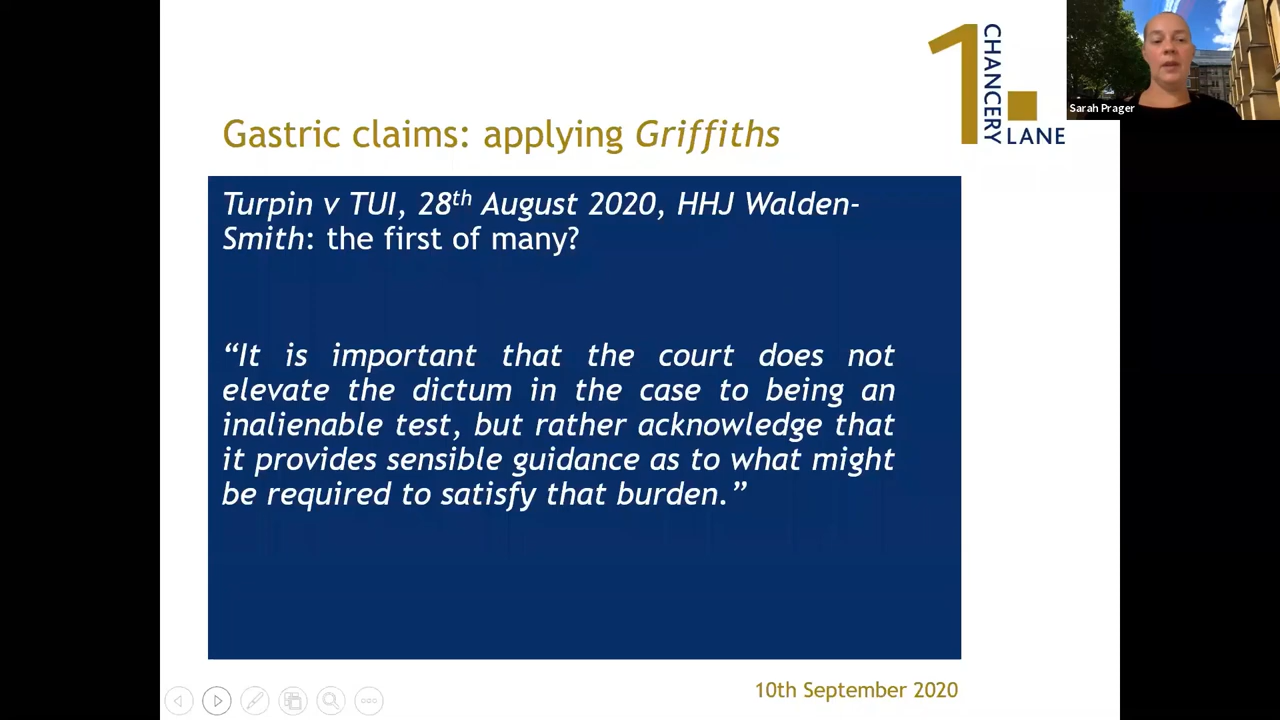 1 CHANCERY LANE
Sarah Prager
Gastric claims: applying Griffiths
Turpin v TUI, 28th August 2020, HHJ Walden-
Smith: the first of many?
“It is important that the court does not
elevate the dictum in the case to being an
inalienable test, but rather acknowledge that
it provides sensible guidance as to what might
be required to satisfy that burden.”
10th September 2020